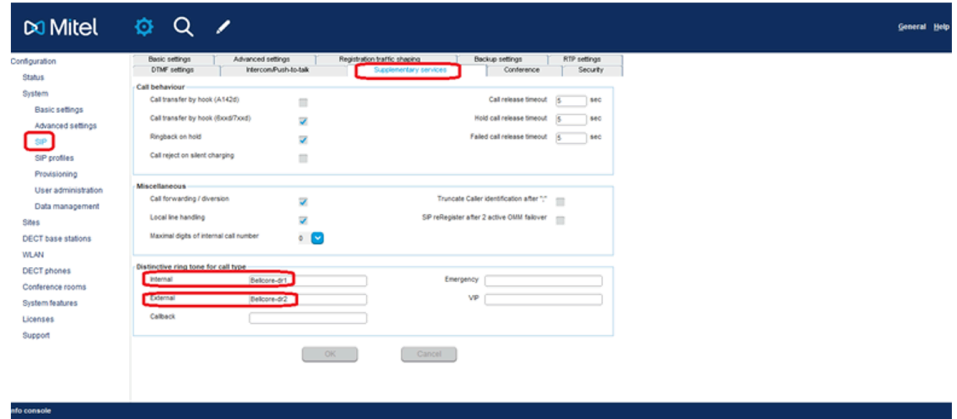 Mitel
General Help
Configuration
Status
System
Basic settings
Advanced settings
SIP
SIP profiles
Provisioning
User administration
Data management
Sites
DECT base stations
WLAN
DECT phones
Conference rooms
System features
Licenses
Support
Basic settings Advanced settings Registration traffic shaping Backup settings RTP settings
DTMF settings Intercom/Push-to-talk Supplementary services Conference Security
Call behaviour
Call transfer by hook (A142d) Call release timeout 5 sec
Call transfer by hook (6xxd/7xxd) Hold call release timeout 5 sec
Ringback on hold Failed call release timeout 5 sec
Call reject on silent charging
Miscellaneous
Call forwarding / diversion Truncate Caller identification after ";"
Local line handling SIP reRegister after 2 active OMM failover
Maximal digits of internal call number 6
Distinctive ring tone for call type
Internal Bellcore-dr1 Emergency
External Bellcore-dr2 VIP
Callback
OK Cancel
nfo console